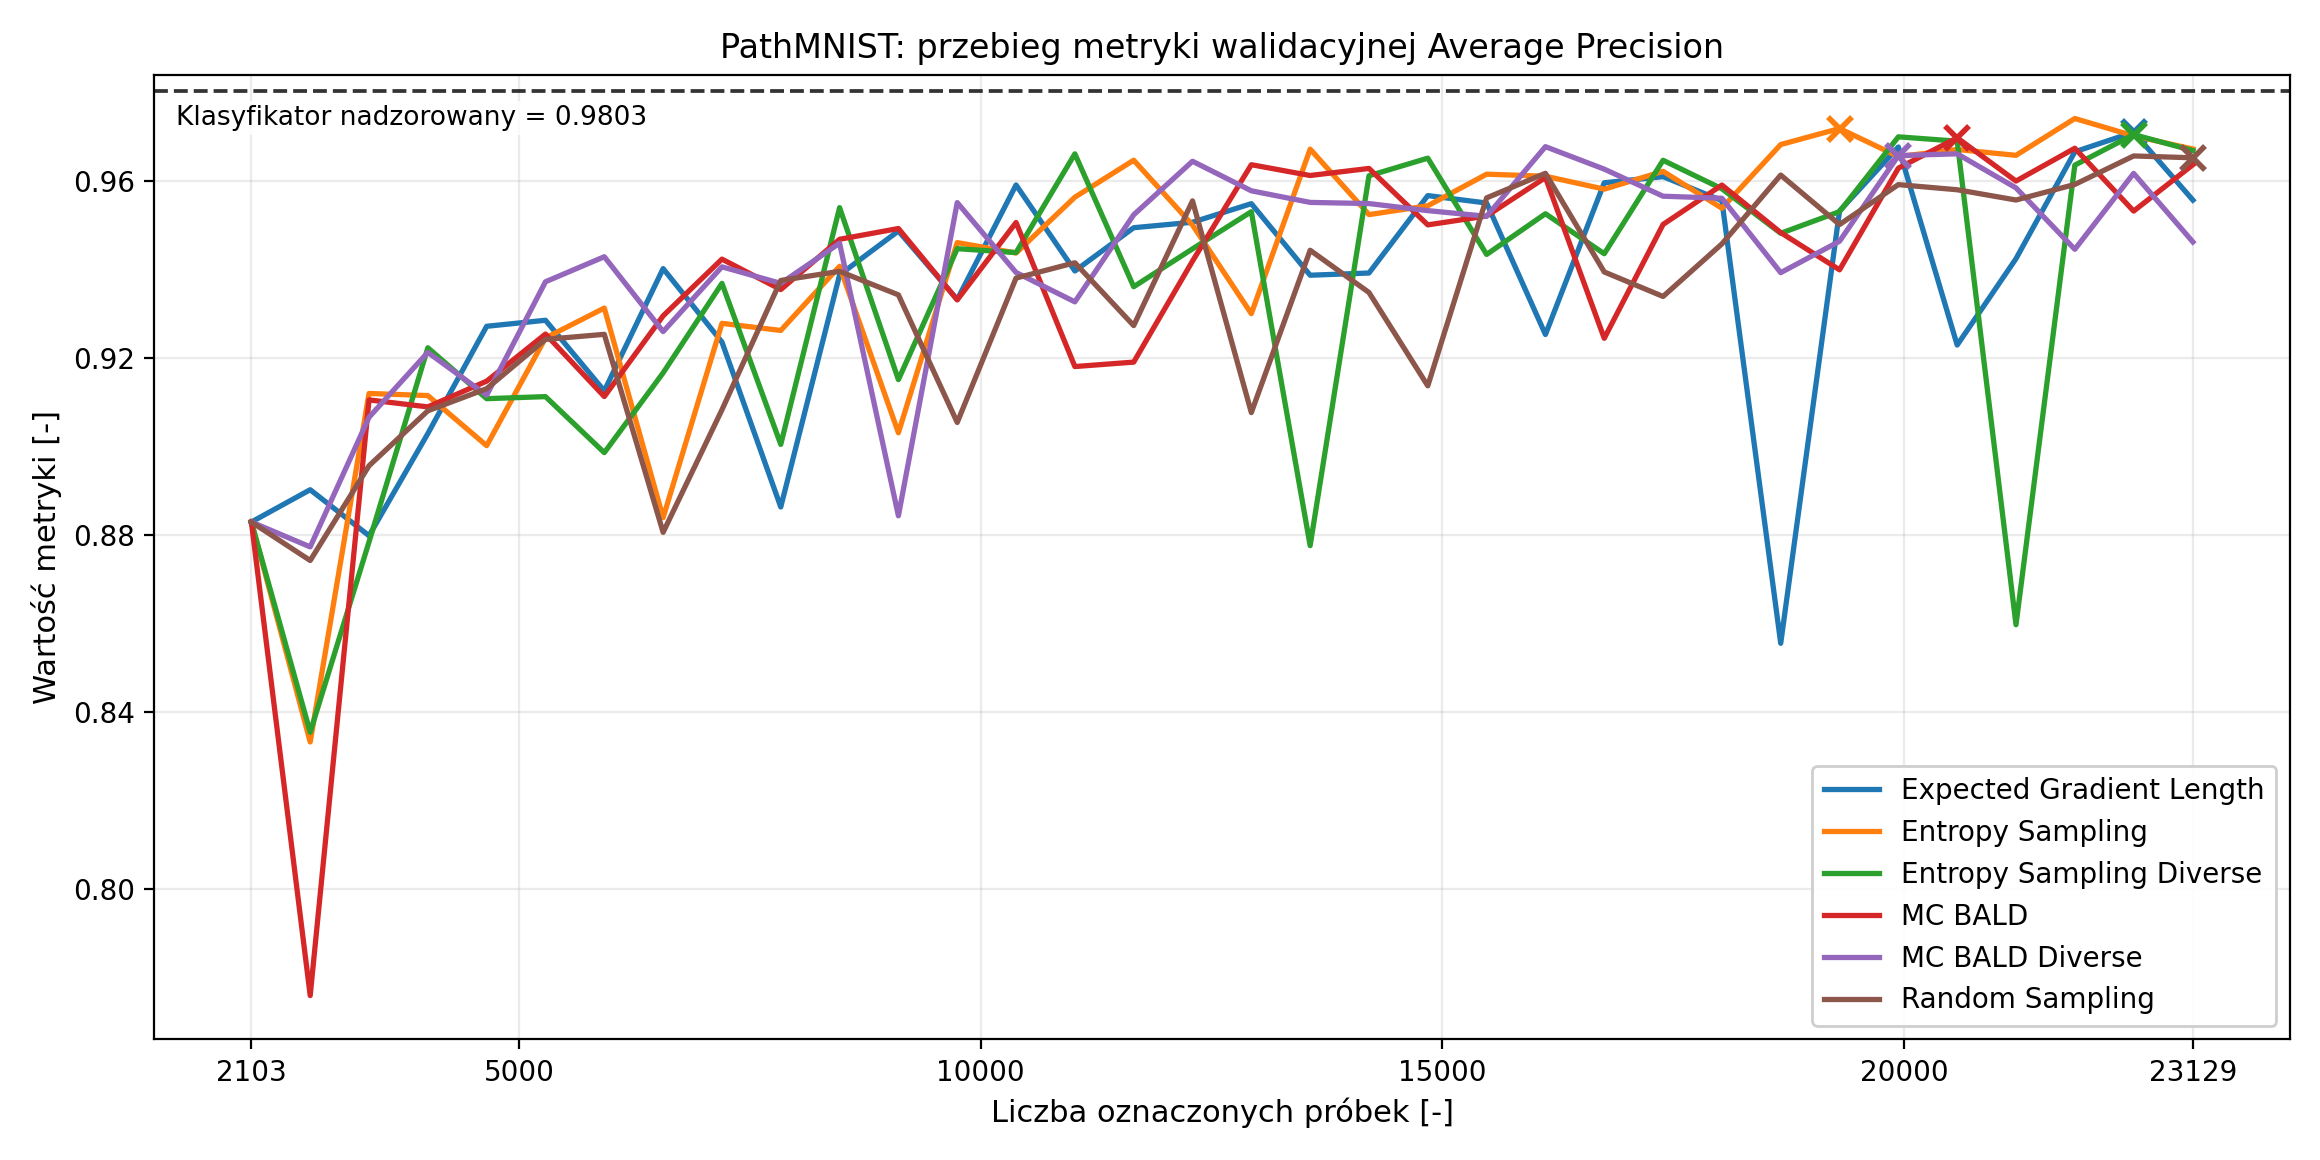 PathMNIST: przebieg metryki walidacyjnej Average Precision
Klasyfikator nadzorowany = 0.9803
Wartość metryki [-]
0.96
0.92
0.88
0.84
0.80
Expected Gradient Length
Entropy Sampling
Entropy Sampling Diverse
MC BALD
MC BALD Diverse
Random Sampling
2103 5000 10000 15000 20000 23129
Liczba oznaczonych próbek [-]